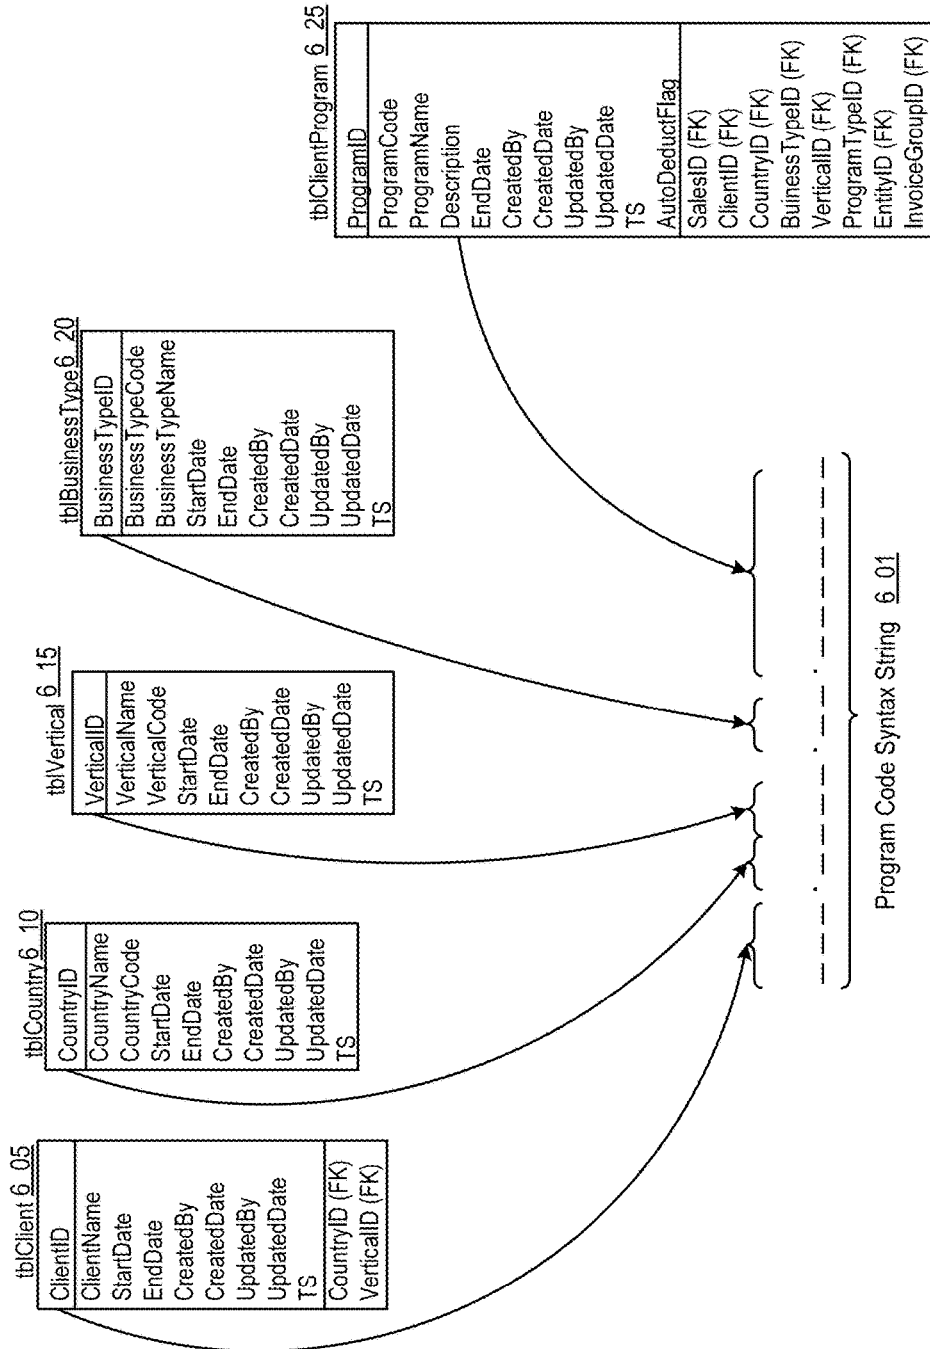 tblClient 6_05
ClientID
ClientName
StartDate
EndDate
CreatedBy
CreatedDate
UpdatedBy
UpdatedDate
TS
CountryID (FK)
VerticalID (FK)
tblCountry 6_10
CountryID
CountryName
CountryCode
StartDate
EndDate
CreatedBy
CreatedDate
UpdatedBy
UpdatedDate
TS
tblVertical 6_15
VerticalID
VerticalName
VerticalCode
StartDate
EndDate
CreatedBy
CreatedDate
UpdatedBy
UpdatedDate
TS
tblBusinessType 6_20
BusinessTypeID
BusinessTypeCode
BusinessTypeName
StartDate
EndDate
CreatedBy
CreatedDate
UpdatedBy
UpdatedDate
TS
tblClientProgram 6_25
ProgramID
ProgramCode
ProgramName
Description
EndDate
CreatedBy
CreatedDate
UpdatedBy
UpdatedDate
TS
AutoDeductFlag
SalesID (FK)
ClientID (FK)
CountryID (FK)
BuinessTypeID (FK)
VerticalID (FK)
ProgramTypeID (FK)
EntityID (FK)
InvoiceGroupID (FK)
Program Code Syntax String 6_01